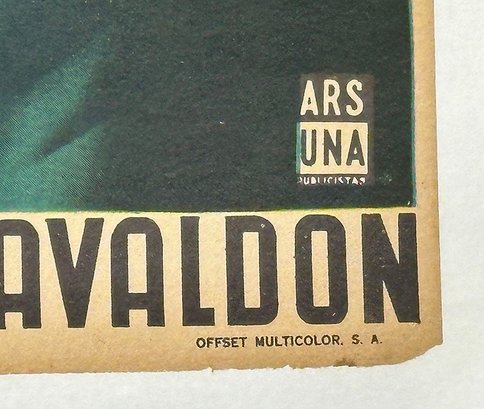 ARS
UNA
PUBLICISTAS
AVALDON
OFFSET MULTICOLOR, S. A.